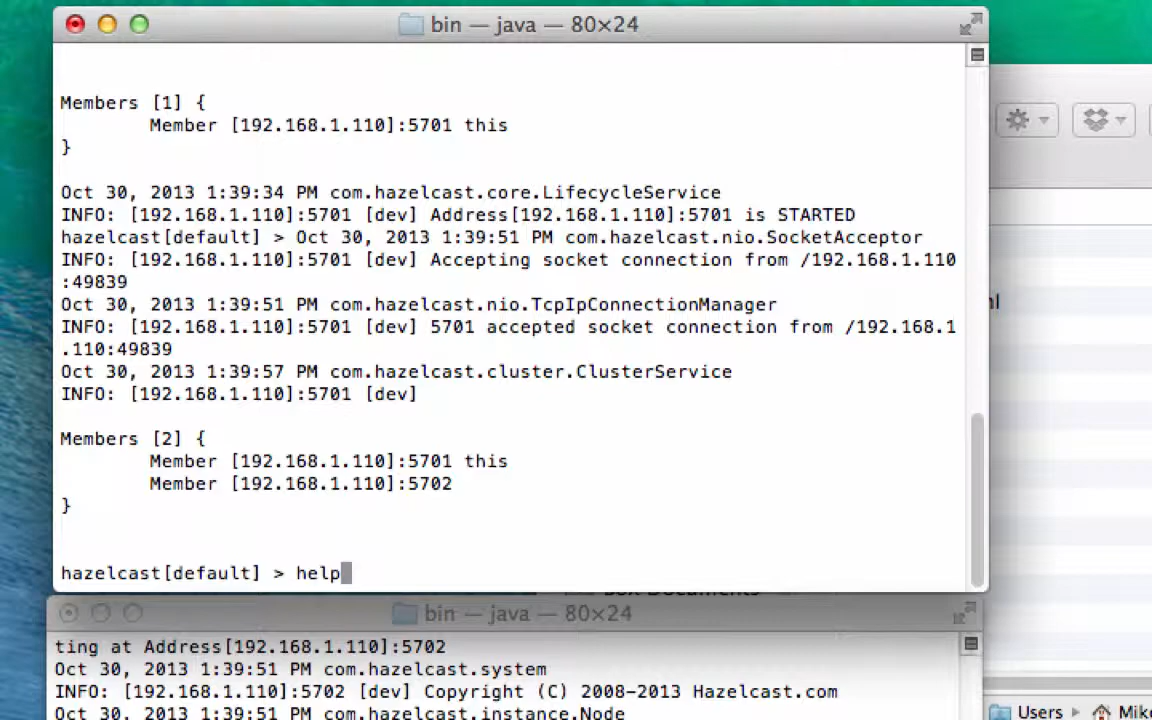 bin — java — 80×24
Members [1] {
Member [192.168.1.110]:5701 this
}
Oct 30, 2013 1:39:34 PM com.hazelcast.core.LifecycleService
INFO: [192.168.1.110]:5701 [dev] Address[192.168.1.110]:5701 is STARTED
hazelcast[default] > Oct 30, 2013 1:39:51 PM com.hazelcast.nio.SocketAcceptor
INFO: [192.168.1.110]:5701 [dev] Accepting socket connection from /192.168.1.110
:49839
Oct 30, 2013 1:39:51 PM com.hazelcast.nio.TcpIpConnectionManager
INFO: [192.168.1.110]:5701 [dev] 5701 accepted socket connection from /192.168.1
.110:49839
Oct 30, 2013 1:39:57 PM com.hazelcast.cluster.ClusterService
INFO: [192.168.1.110]:5701 [dev]
Members [2] {
Member [192.168.1.110]:5701 this
Member [192.168.1.110]:5702
}
hazelcast[default] > help
bin — java — 80×24
ting at Address[192.168.1.110]:5702
Oct 30, 2013 1:39:51 PM com.hazelcast.system
INFO: [192.168.1.110]:5702 [dev] Copyright (C) 2008-2013 Hazelcast.com
Oct 30, 2013 1:39:51 PM com.hazelcast.instance.Node
Users
Mike